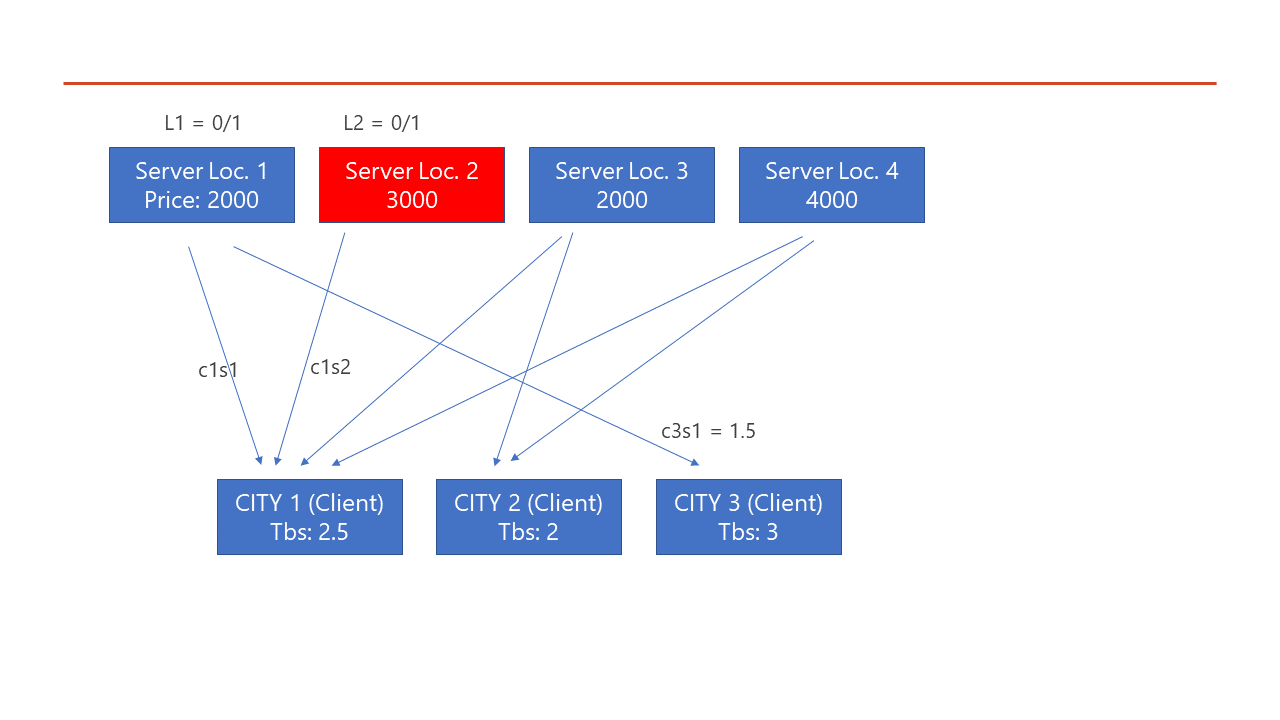 L1 = 0/1
L2 = 0/1
Server Loc. 1
Price: 2000
Server Loc. 2
3000
Server Loc. 3
2000
Server Loc. 4
4000
c1s1
c1s2
c3s1 = 1.5
CITY 1 (Client)
Tbs: 2.5
CITY 2 (Client)
Tbs: 2
CITY 3 (Client)
Tbs: 3